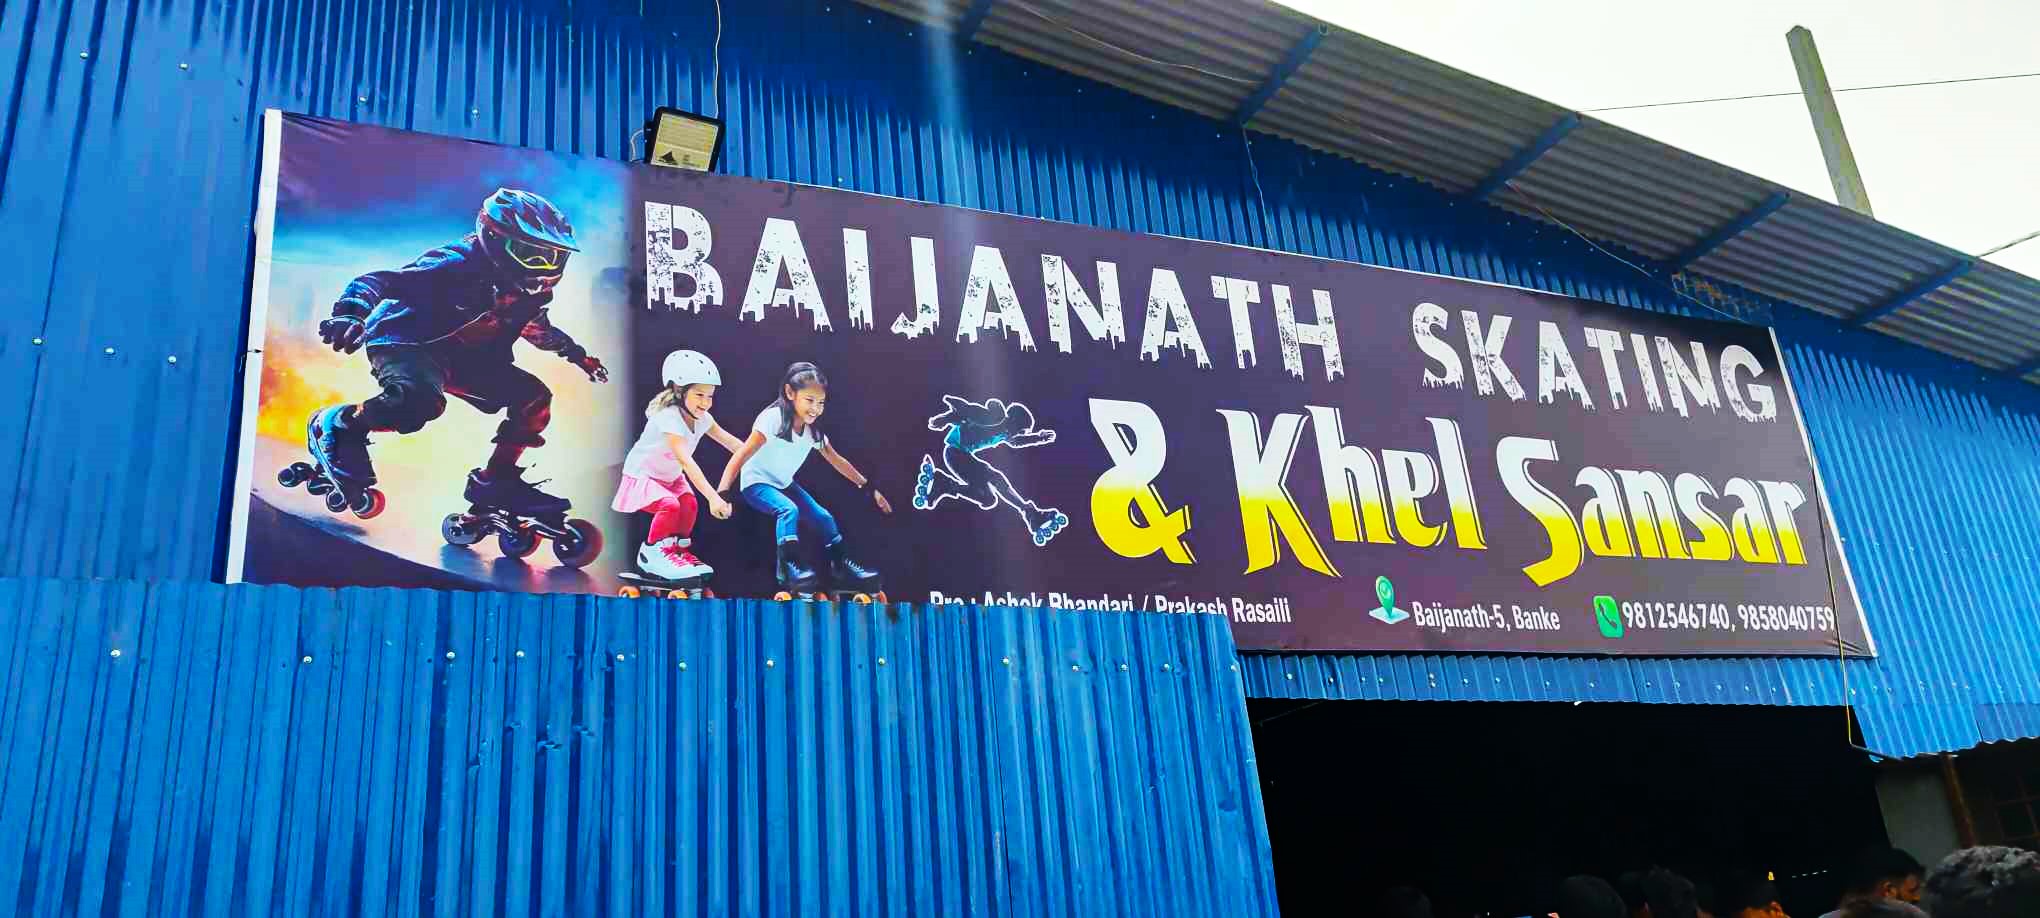 BAIJANATH SKATING
& Khel Sansar
Pro : Ashok Bhandari / Prakash Rasaili
Baijanath-5, Banke
9812546740, 9858040759